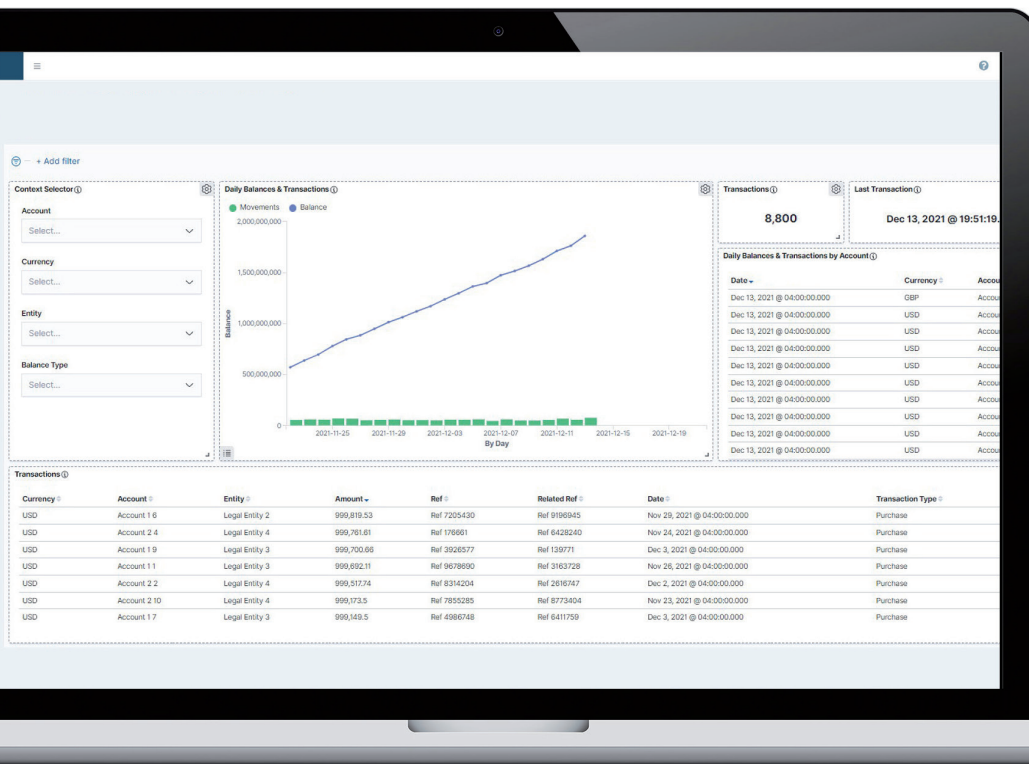 + Add filter
Context Selector
Account
Select...
Currency
Select...
Entity
Select...
Balance Type
Select...
Daily Balances & Transactions
Movements Balance
2,000,000,000
1,500,000,000
1,000,000,000
500,000,000
0
Balance
2021-11-25 2021-11-29 2021-12-03 2021-12-07 2021-12-11 2021-12-15 2021-12-19
By Day
Transactions
8,800
Last Transaction
Dec 13, 2021 @ 19:51:19.
Daily Balances & Transactions by Account
Date Currency Accou
Dec 13, 2021 @ 04:00:00.000 GBP Accou
Dec 13, 2021 @ 04:00:00.000 USD Accou
Dec 13, 2021 @ 04:00:00.000 USD Accou
Dec 13, 2021 @ 04:00:00.000 USD Accou
Dec 13, 2021 @ 04:00:00.000 USD Accou
Dec 13, 2021 @ 04:00:00.000 USD Accou
Dec 13, 2021 @ 04:00:00.000 USD Accou
Dec 13, 2021 @ 04:00:00.000 USD Accou
Dec 13, 2021 @ 04:00:00.000 USD Accou
Dec 13, 2021 @ 04:00:00.000 USD Accou
Transactions
Currency Account Entity Amount Ref Related Ref Date Transaction Type
USD Account 1 6 Legal Entity 2 999,819.53 Ref 7205430 Ref 9196945 Nov 29, 2021 @ 04:00:00.000 Purchase
USD Account 2 4 Legal Entity 4 999,761.61 Ref 176661 Ref 6428240 Nov 24, 2021 @ 04:00:00.000 Purchase
USD Account 1 9 Legal Entity 3 999,700.66 Ref 3926577 Ref 139771 Dec 3, 2021 @ 04:00:00.000 Purchase
USD Account 1 1 Legal Entity 3 999,692.11 Ref 9678690 Ref 3163728 Nov 26, 2021 @ 04:00:00.000 Purchase
USD Account 2 2 Legal Entity 4 999,517.74 Ref 8314204 Ref 2616747 Dec 2, 2021 @ 04:00:00.000 Purchase
USD Account 2 10 Legal Entity 4 999,173.5 Ref 7855285 Ref 8773404 Nov 23, 2021 @ 04:00:00.000 Purchase
USD Account 1 7 Legal Entity 3 999,149.5 Ref 4986748 Ref 6411759 Dec 3, 2021 @ 04:00:00.000 Purchase